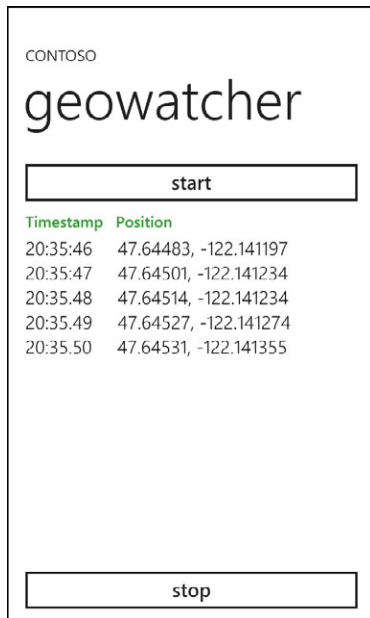 CONTOSO
geowatcher
start
Timestamp Position
20:35:46 47.64483, -122.141197
20:35:47 47.64501, -122.141234
20:35.48 47.64514, -122.141234
20:35.49 47.64527, -122.141274
20:35.50 47.64531, -122.141355
stop